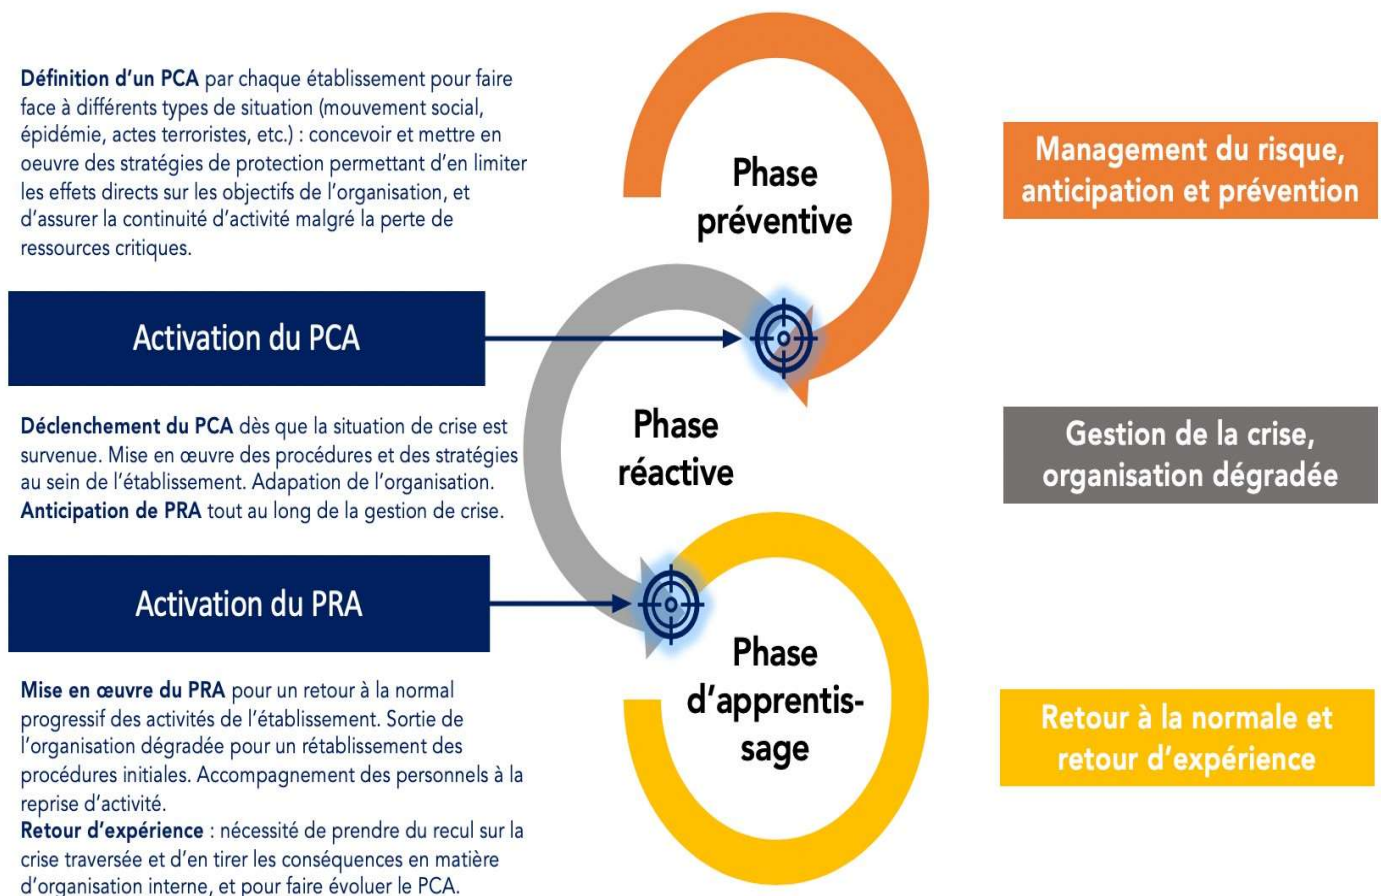 Définition d'un PCA par chaque établissement pour faire
face à différents types de situation (mouvement social,
épidémie, actes terroristes, etc.) : concevoir et mettre en
oeuvre des stratégies de protection permettant d'en limiter
les effets directs sur les objectifs de l'organisation, et
d'assurer la continuité d'activité malgré la perte de
ressources critiques.
Phase
préventive
Management du risque,
anticipation et prévention
Activation du PCA
Déclenchement du PCA dès que la situation de crise est
survenue. Mise en œuvre des procédures et des stratégies
au sein de l'établissement. Adapation de l'organisation.
Anticipation de PRA tout au long de la gestion de crise.
Phase
réactive
Gestion de la crise,
organisation dégradée
Activation du PRA
Mise en œuvre du PRA pour un retour à la normal
progressif des activités de l'établissement. Sortie de
l'organisation dégradée pour un rétablissement des
procédures initiales. Accompagnement des personnels à la
reprise d'activité.
Retour d'expérience : nécessité de prendre du recul sur la
crise traversée et d'en tirer les conséquences en matière
d'organisation interne, et pour faire évoluer le PCA.
Phase
d'apprentis-
sage
Retour à la normale et
retour d'expérience